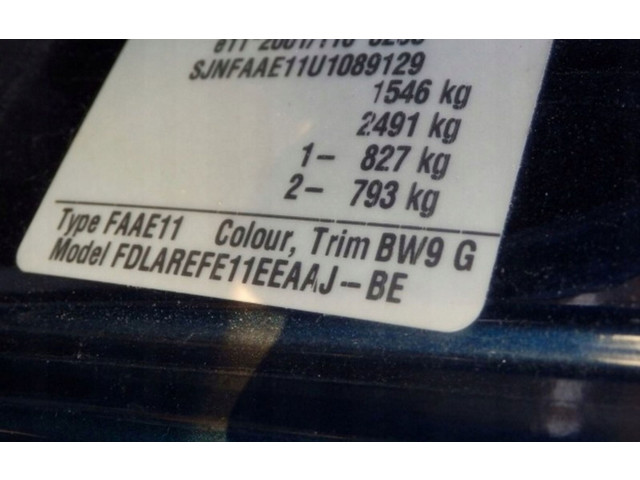 SJNFAAE11U1089129
1546 kg
2491 kg
1- 827 kg
2- 793 kg
Type FAAE11 Colour, Trim BW9 G
Model FDLAREFE11EEAAJ-BE